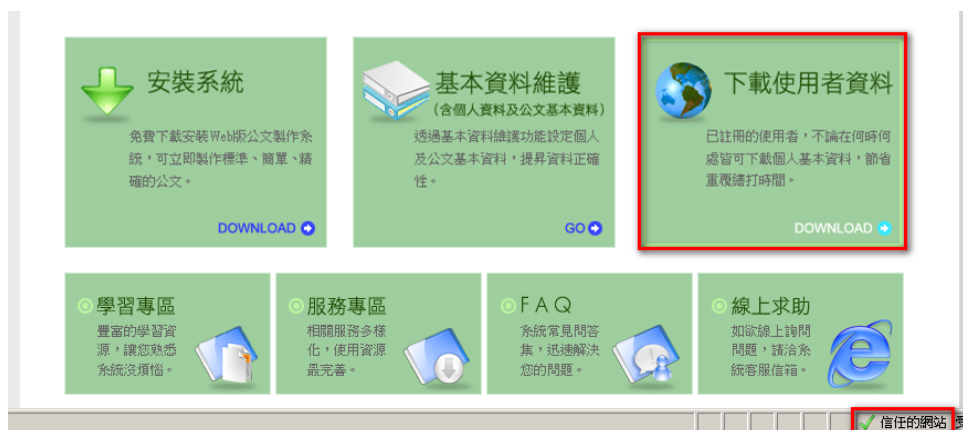 安裝系統
免費下載安裝Web版公文製作系
統，可立即製作標準、簡單、精
確的公文。
DOWNLOAD
基本資料維護
(含個人資料及公文基本資料)
透過基本資料維護功能設定個人
及公文基本資料，提昇資料正確
性。
GO
下載使用者資料
已註冊的使用者，不論在何時何
處皆可下載個人基本資料，節省
重覆繕打時間。
DOWNLOAD
學習專區
豐富的學習資
源，讓您熟悉
系統沒煩惱。
服務專區
相關服務多樣
化，使用資源
最完善。
FAQ
系統常見問答
集，迅速解決
您的問題。
線上求助
如欲線上詢問
問題，請洽系
統客服信箱。
信任的網站